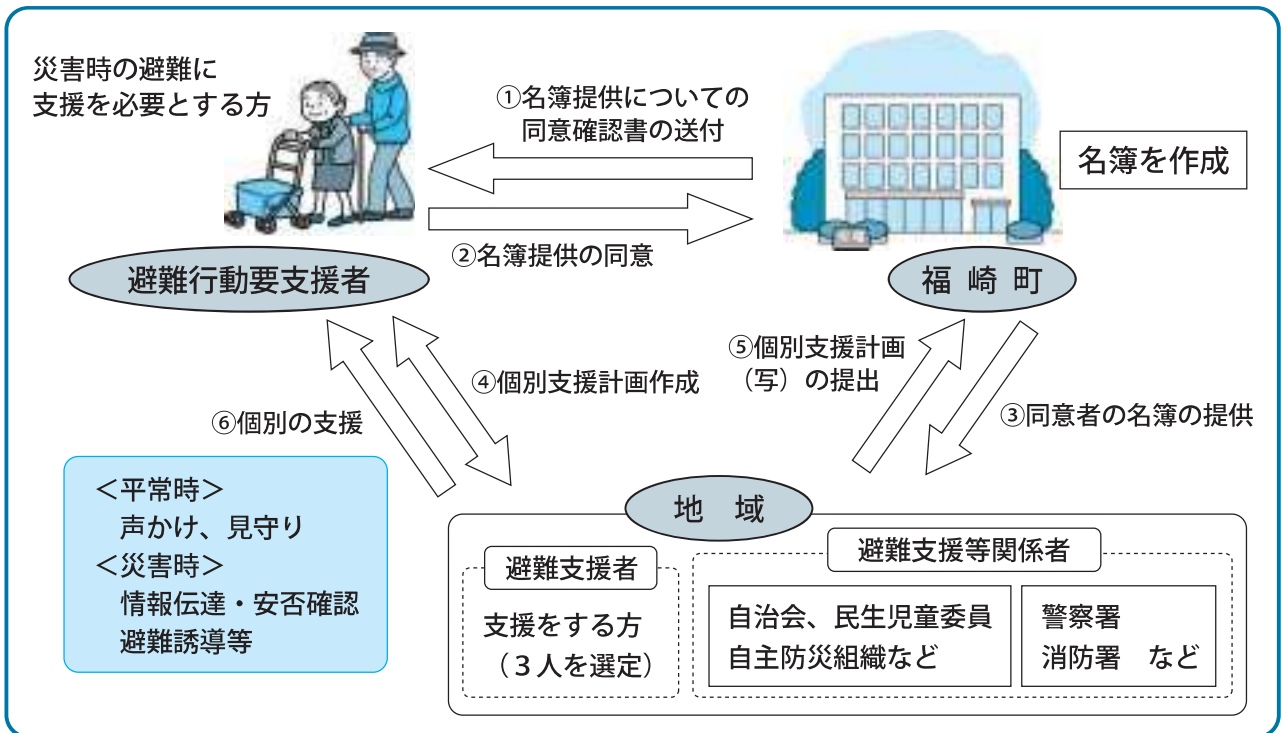 災害時の避難に
支援を必要とする方
①名簿提供についての
同意確認書の送付
名簿を作成
②名簿提供の同意
避難行動要支援者
福崎町
⑤個別支援計画
（写）の提出
④個別支援計画作成
⑥個別の支援
③同意者の名簿の提供
＜平常時＞
声かけ、見守り
＜災害時＞
情報伝達・安否確認
避難誘導等
地　域
避難支援者
支援をする方
（３人を選定）
避難支援等関係者
自治会、民生児童委員
自主防災組織など
警察署
消防署　など